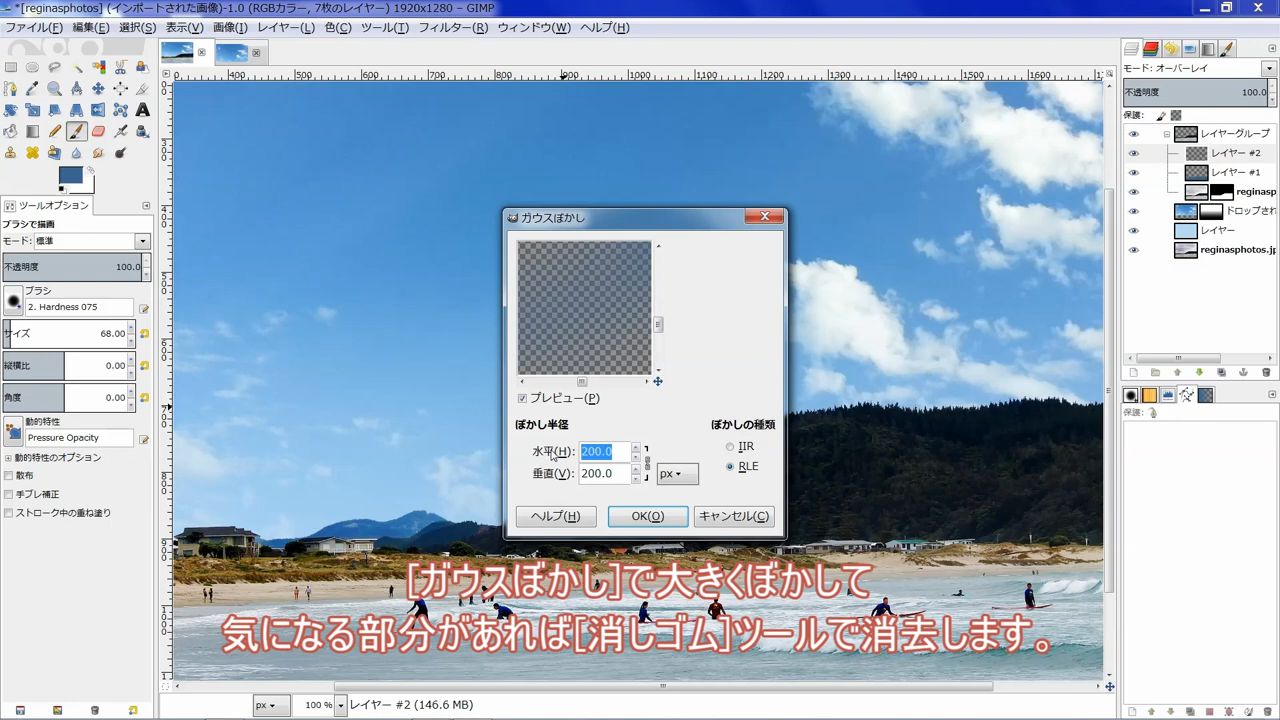 *[reginasphotos] (インポートされた画像)-1.0 (RGBカラー, 7枚のレイヤー) 1920x1280 – GIMP
ファイル(F) 編集(E) 選択(S) 表示(V) 画像(I) レイヤー(L) 色(C) ツール(T) フィルター(R) ウィンドウ(W) ヘルプ(H)
400 500 600 700 800 900 1000 1100 1200 1300 1400 1500 1600
ツールオプション
ブラシで描画
モード: 標準
不透明度 100.0
ブラシ
2. Hardness 075
サイズ 68.00
縦横比 0.00
角度 0.00
動的特性
Pressure Opacity
動的特性のオプション
散布
手ブレ補正
ストローク中の重ね塗り
ガウスぼかし
プレビュー(P)
ぼかし半径 ぼかしの種類
水平(H): 200.0 IIR
垂直(V): 200.0 px RLE
ヘルプ(H) OK(O) キャンセル(C)
[ガウスぼかし]で大きくぼかして
気になる部分があれば[消しゴム]ツールで消去します。
px 100 % レイヤー #2 (146.6 MB)
モード: オーバーレイ
不透明度 100.0
保護:
レイヤーグループ
レイヤー #2
レイヤー #1
reginasp
ドロップされ
レイヤー
reginasphotos.jp
保護: